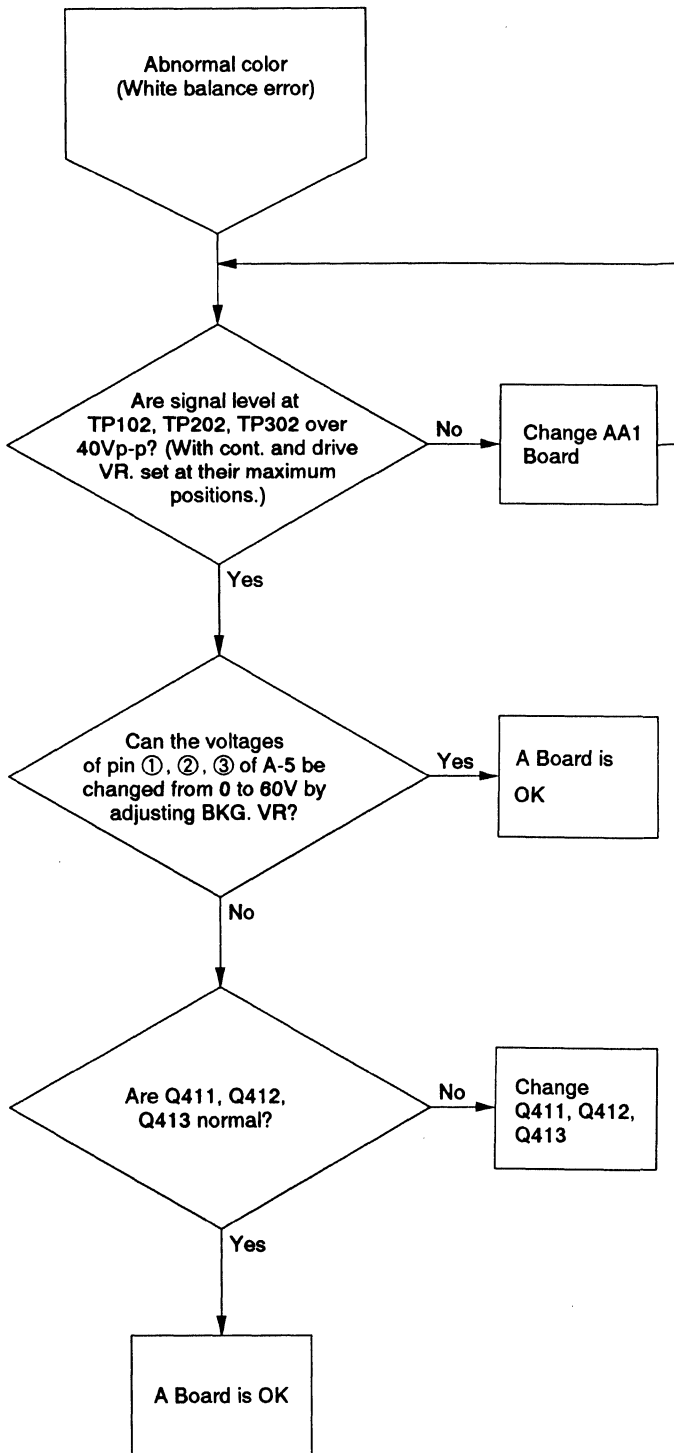 Abnormal color
(White balance error)
Are signal level at
TP102, TP202, TP302 over
40Vp-p? (With cont. and drive
VR. set at their maximum
positions.)
No
Change AA1
Board
Yes
Can the voltages
of pin ①, ②, ③ of A-5 be
changed from 0 to 60V by
adjusting BKG. VR?
Yes
A Board is
OK
No
Are Q411, Q412,
Q413 normal?
No
Change
Q411, Q412,
Q413
Yes
A Board is OK